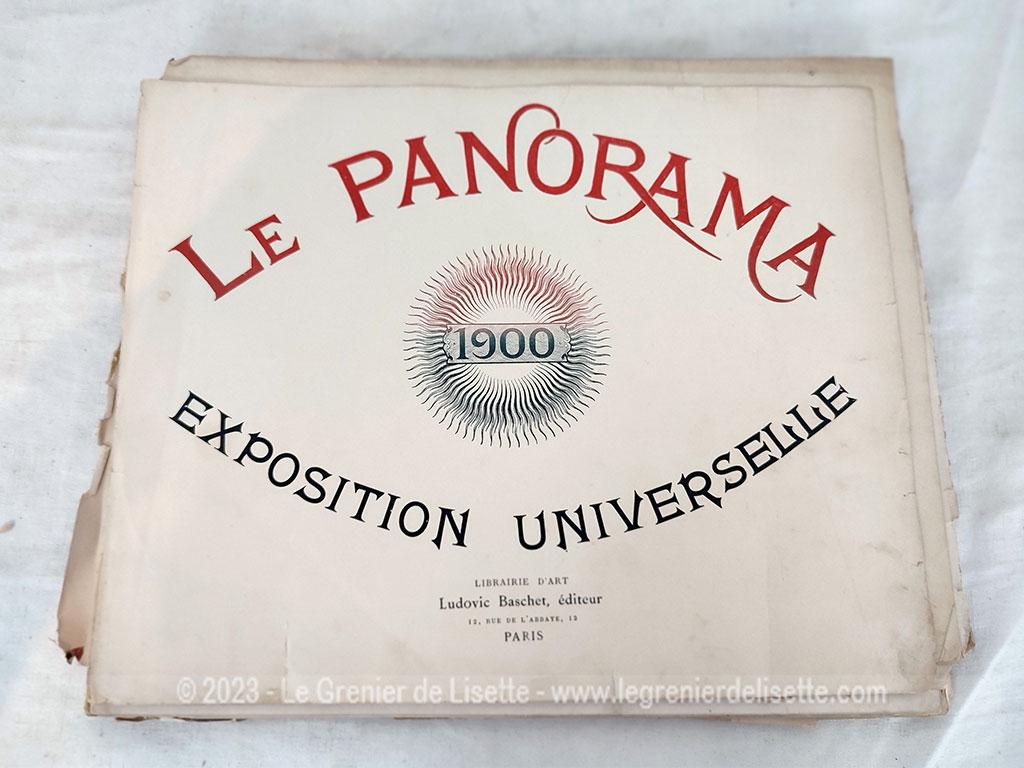 LE PANORAMA
1900
EXPOSITION UNIVERSELLE
LIBRAIRIE D'ART
Ludovic Baschet, éditeur
12, RUE DE L'ABBAYE, 12
PARIS
© 2023 - Le Grenier de Lisette - www.legrenierdelisette.com